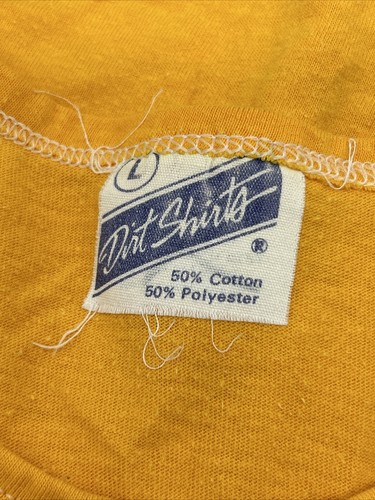 L
Dirt Shirts
®
50% Cotton
50% Polyester